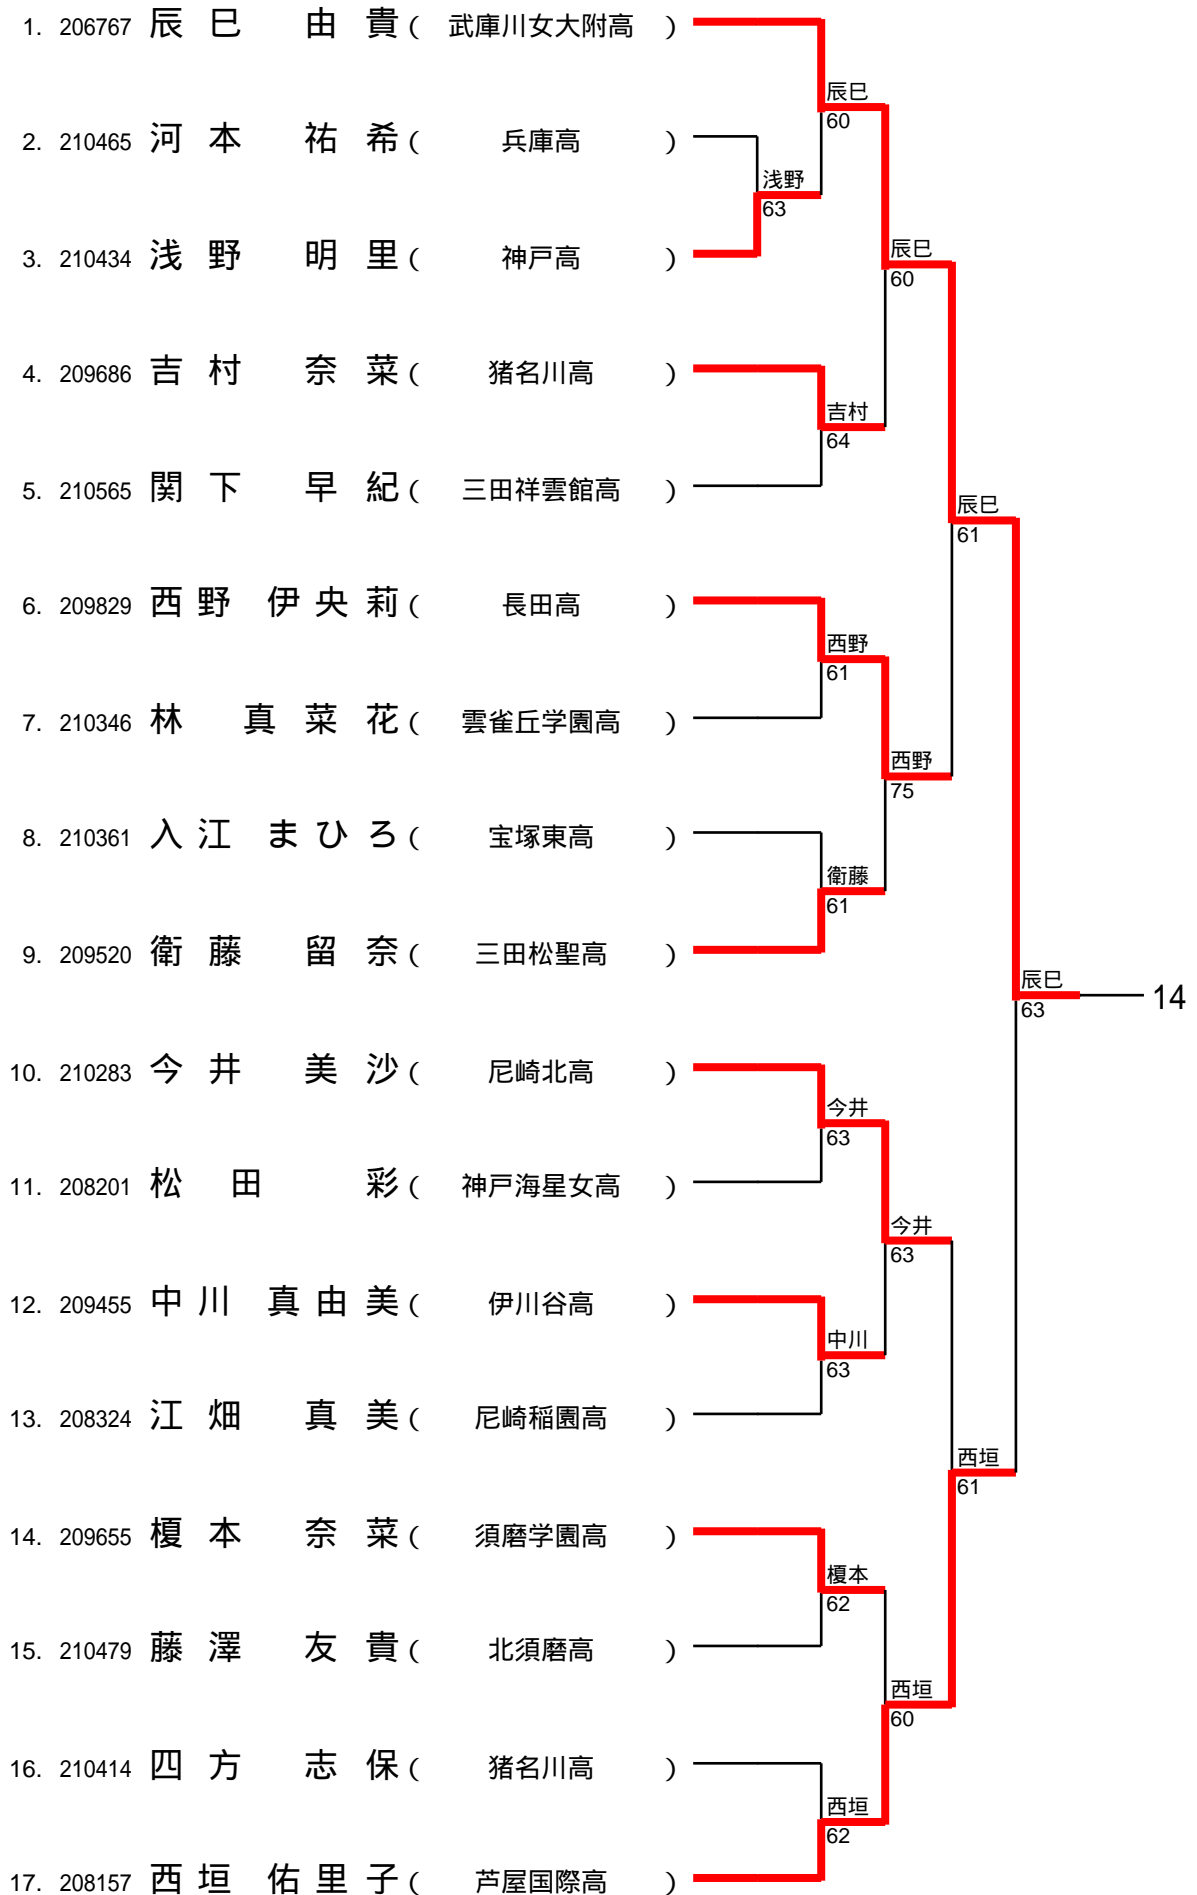 1. 206767 辰巳 由貴 ( 武庫川女大附高 )
辰巳
60
2. 210465 河本 祐希 ( 兵庫高 )
浅野
63
3. 210434 浅野 明里 ( 神戸高 )
辰巳
60
4. 209686 吉村 奈菜 ( 猪名川高 )
吉村
64
5. 210565 関下 早紀 ( 三田祥雲館高 )
辰巳
61
6. 209829 西野 伊央莉 ( 長田高 )
西野
61
7. 210346 林 真菜花 ( 雲雀丘学園高 )
西野
75
8. 210361 入江 まひろ ( 宝塚東高 )
衛藤
61
9. 209520 衛藤 留奈 ( 三田松聖高 )
辰巳
63
14
10. 210283 今井 美沙 ( 尼崎北高 )
今井
63
11. 208201 松田 彩 ( 神戸海星女高 )
今井
63
12. 209455 中川 真由美 ( 伊川谷高 )
中川
63
13. 208324 江畑 真美 ( 尼崎稲園高 )
西垣
61
14. 209655 榎本 奈菜 ( 須磨学園高 )
榎本
62
15. 210479 藤澤 友貴 ( 北須磨高 )
西垣
60
16. 210414 四方 志保 ( 猪名川高 )
西垣
62
17. 208157 西垣 佑里子 ( 芦屋国際高 )